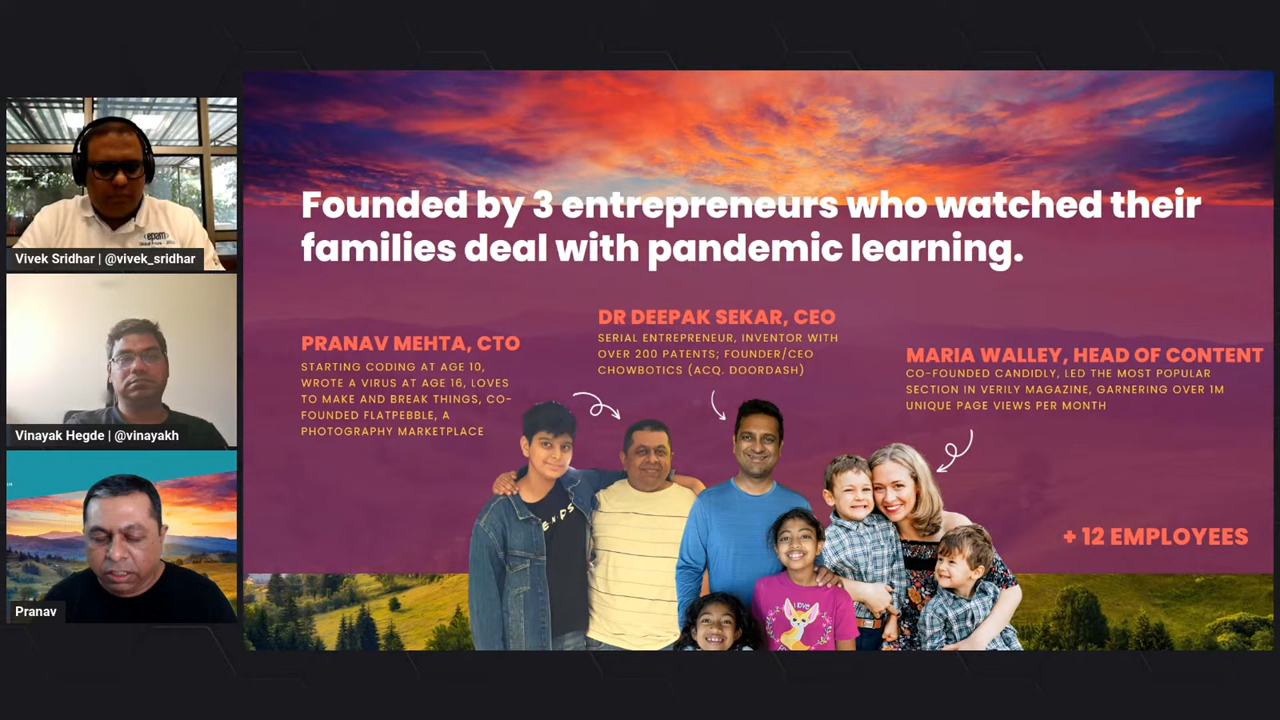 Founded by 3 entrepreneurs who watched their
families deal with pandemic learning.
PRANAV MEHTA, CTO
STARTING CODING AT AGE 10,
WROTE A VIRUS AT AGE 16, LOVES
TO MAKE AND BREAK THINGS, CO-
FOUNDED FLATPEBBLE, A
PHOTOGRAPHY MARKETPLACE
DR DEEPAK SEKAR, CEO
SERIAL ENTREPRENEUR, INVENTOR WITH
OVER 200 PATENTS; FOUNDER/CEO
CHOWBOTICS (ACQ. DOORDASH)
MARIA WALLEY, HEAD OF CONTENT
CO-FOUNDED CANDIDLY, LED THE MOST POPULAR
SECTION IN VERILY MAGAZINE, GARNERING OVER 1M
UNIQUE PAGE VIEWS PER MONTH
+ 12 EMPLOYEES
<epam>
Vivek Sridhar | @vivek_sridhar
Vinayak Hegde | @vinayakh
Pranav